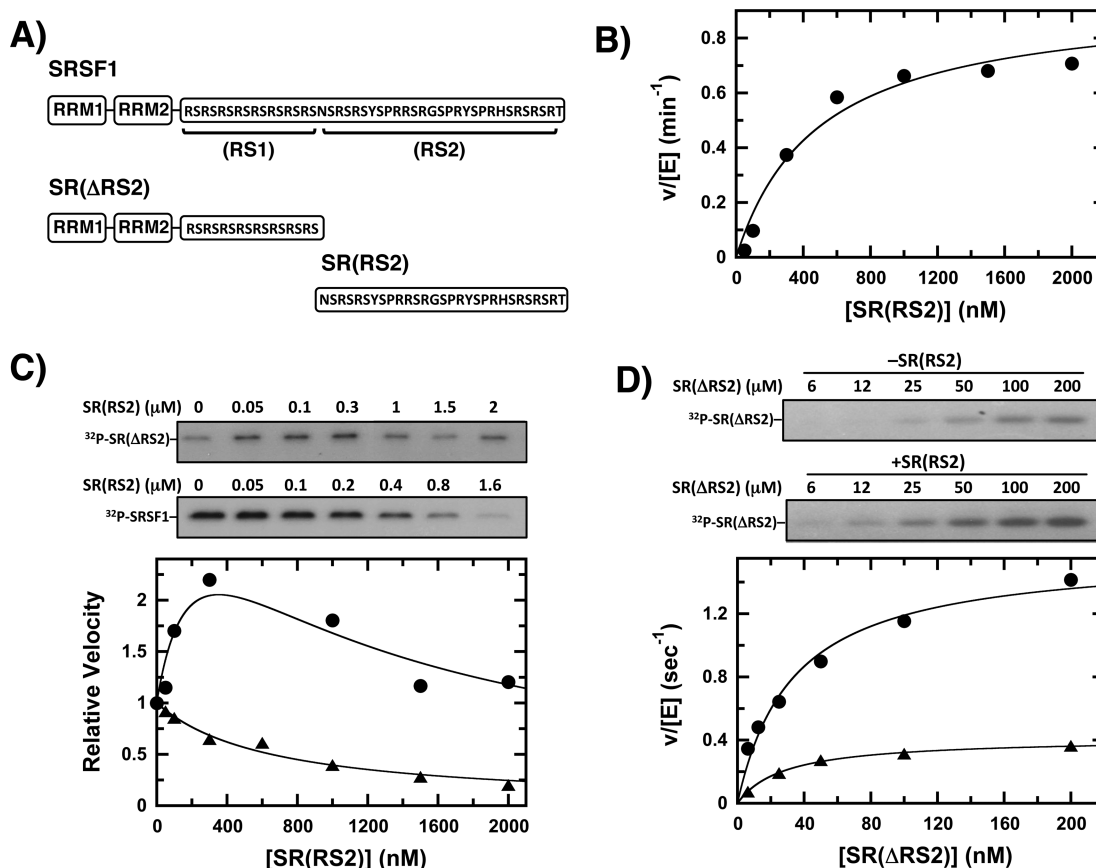 A)
SRSF1
RRM1 RRM2 RSRSRSRSRSRSRSRSNSRSRSYSPRRSRGSPRYSPRHSRSRSRT
(RS1) (RS2)
SR(ΔRS2)
RRM1 RRM2 RSRSRSRSRSRSRSRS
SR(RS2)
NSRSRSYSPRRSRGSPRYSPRHSRSRSRT
B)
v/[E] (min⁻¹)
0.8
0.6
0.4
0.2
0
0 400 800 1200 1600 2000
[SR(RS2)] (nM)
C)
SR(RS2) (μM) 0 0.05 0.1 0.3 1 1.5 2
³²P-SR(ΔRS2)
SR(RS2) (μM) 0 0.05 0.1 0.2 0.4 0.8 1.6
³²P-SRSF1
Relative Velocity
2
1.5
1
0.5
0
0 400 800 1200 1600 2000
[SR(RS2)] (nM)
D)
–SR(RS2)
SR(ΔRS2) (μM) 6 12 25 50 100 200
³²P-SR(ΔRS2)
+SR(RS2)
SR(ΔRS2) (μM) 6 12 25 50 100 200
³²P-SR(ΔRS2)
v/[E] (sec⁻¹)
1.2
0.8
0.4
0
0 40 80 120 160 200
[SR(ΔRS2)] (nM)